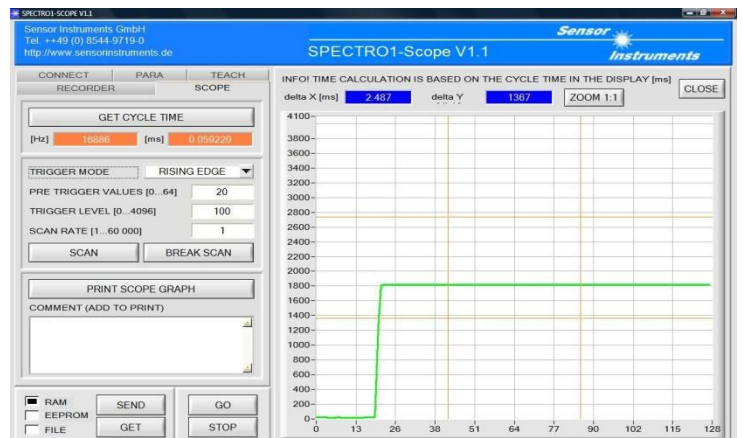 SPECTRO1-SCOPE V1.1
Sensor Instruments GmbH
Tel. ++49 (0) 8544-9719-0
http://www.sensorinstruments.de
SPECTRO1-Scope V1.1
Sensor
Instruments
CONNECT PARA TEACH
RECORDER SCOPE
GET CYCLE TIME
[Hz] 16886 [ms] 0.059220
TRIGGER MODE RISING EDGE
PRE TRIGGER VALUES [0...64] 20
TRIGGER LEVEL [0...4096] 100
SCAN RATE [1...60 000] 1
SCAN BREAK SCAN
PRINT SCOPE GRAPH
COMMENT (ADD TO PRINT)
RAM
EEPROM
FILE
SEND GO
GET STOP
INFO! TIME CALCULATION IS BASED ON THE CYCLE TIME IN THE DISPLAY [ms]
delta X [ms] 2.487 delta Y 1367 ZOOM 1:1 CLOSE
4100
3800
3600
3400
3200
3000
2800
2600
2400
2200
2000
1800
1600
1400
1200
1000
800
600
400
200
0
0 13 26 38 51 64 77 90 102 115 128